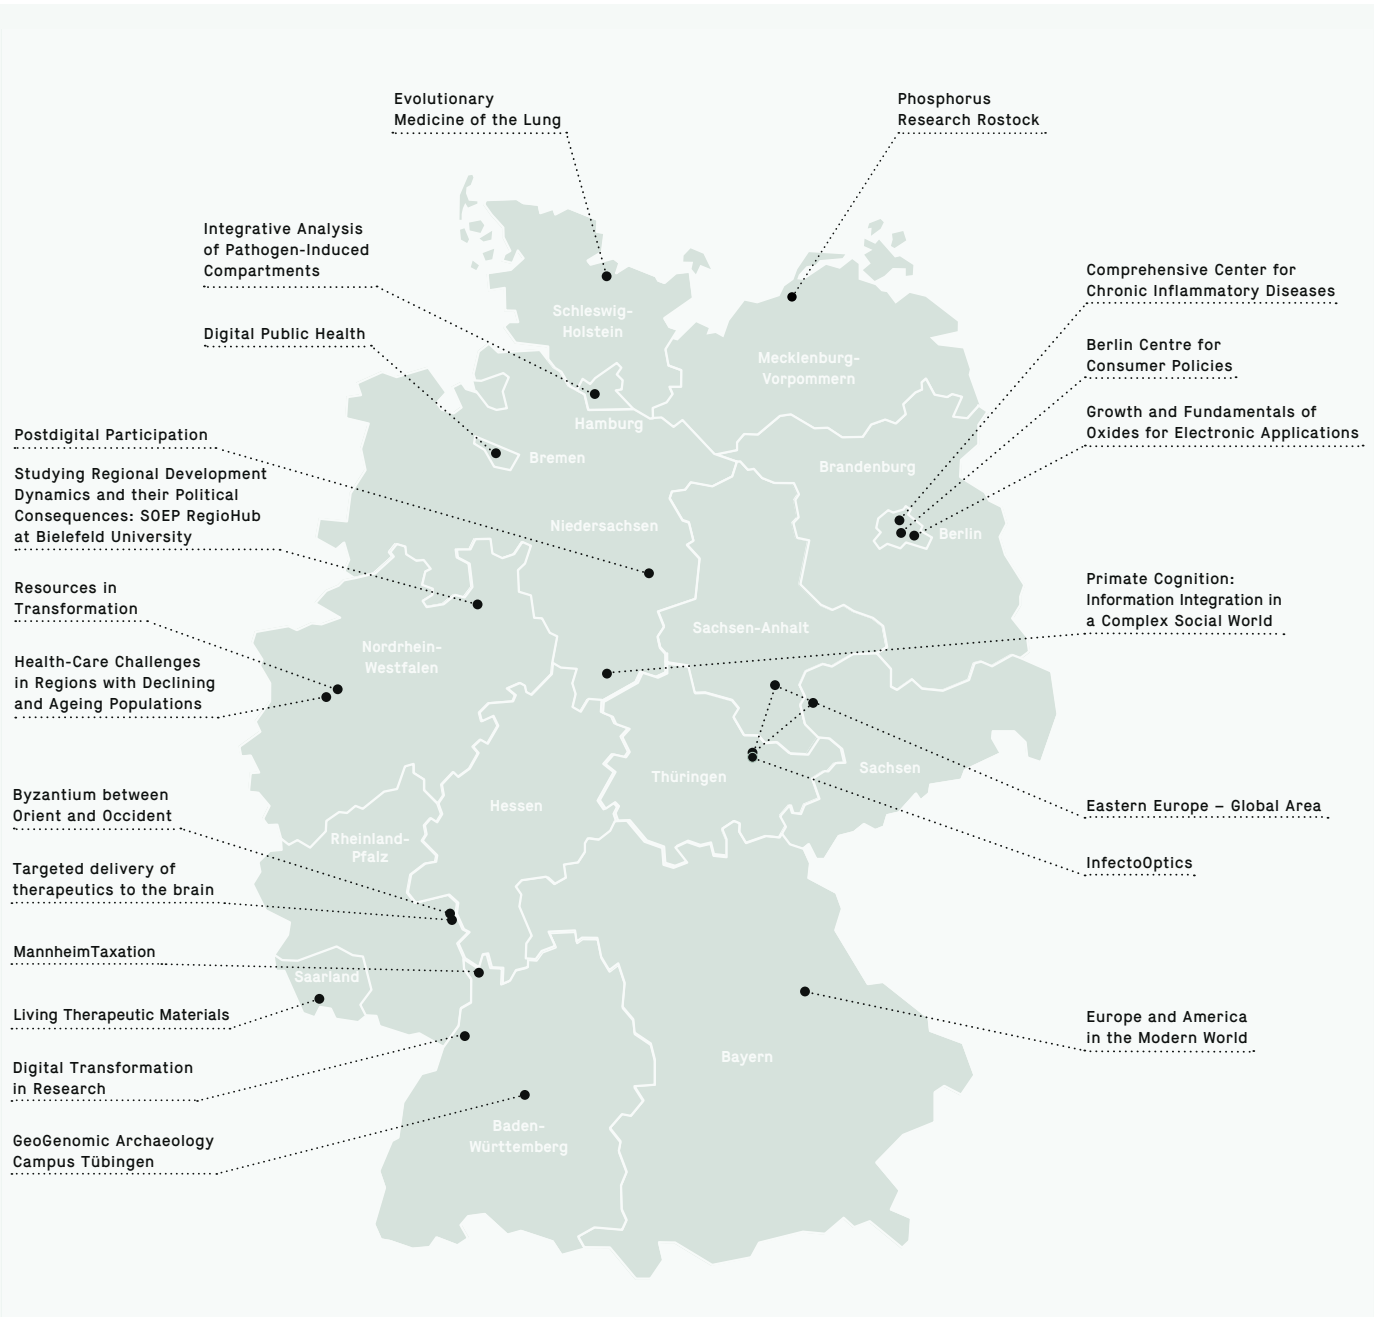 Evolutionary
Medicine of the Lung
Phosphorus
Research Rostock
Integrative Analysis
of Pathogen-Induced
Compartments
Digital Public Health
Postdigital Participation
Studying Regional Development
Dynamics and their Political
Consequences: SOEP RegioHub
at Bielefeld University
Resources in
Transformation
Health-Care Challenges
in Regions with Declining
and Ageing Populations
Byzantium between
Orient and Occident
Targeted delivery of
therapeutics to the brain
MannheimTaxation
Living Therapeutic Materials
Digital Transformation
in Research
GeoGenomic Archaeology
Campus Tübingen
Schleswig-
Holstein
Mecklenburg-
Vorpommern
Hamburg
Bremen
Brandenburg
Niedersachsen
Berlin
Sachsen-Anhalt
Nordrhein-
Westfalen
Thüringen
Sachsen
Hessen
Rheinland-
Pfalz
Saarland
Bayern
Baden-
Württemberg
Comprehensive Center for
Chronic Inflammatory Diseases
Berlin Centre for
Consumer Policies
Growth and Fundamentals of
Oxides for Electronic Applications
Primate Cognition:
Information Integration in
a Complex Social World
Eastern Europe – Global Area
InfectoOptics
Europe and America
in the Modern World